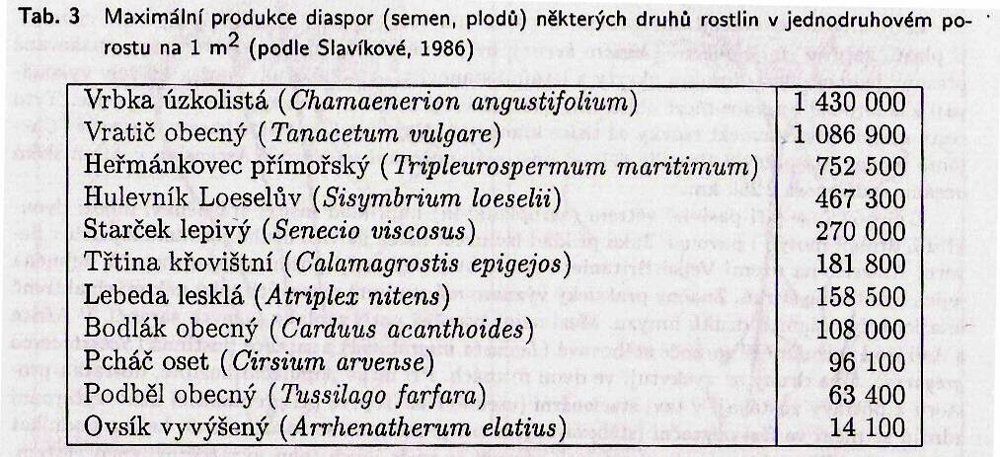 Tab. 3 Maximální produkce diaspor (semen, plodů) některých druhů rostlin v jednodruhovém po-
rostu na 1 m2 (podle Slavíkové, 1986)
Vrbka úzkolistá (Chamaenerion angustifolium) 1 430 000
Vratič obecný (Tanacetum vulgare) 1 086 900
Heřmánkovec přímořský (Tripleurospermum maritimum) 752 500
Hulevník Loeselův (Sisymbrium loeselii) 467 300
Starček lepivý (Senecio viscosus) 270 000
Třtina křovištní (Calamagrostis epigejos) 181 800
Lebeda lesklá (Atriplex nitens) 158 500
Bodlák obecný (Carduus acanthoides) 108 000
Pcháč oset (Cirsium arvense) 96 100
Podběl obecný (Tussilago farfara) 63 400
Ovsík vyvýšený (Arrhenatherum elatius) 14 100